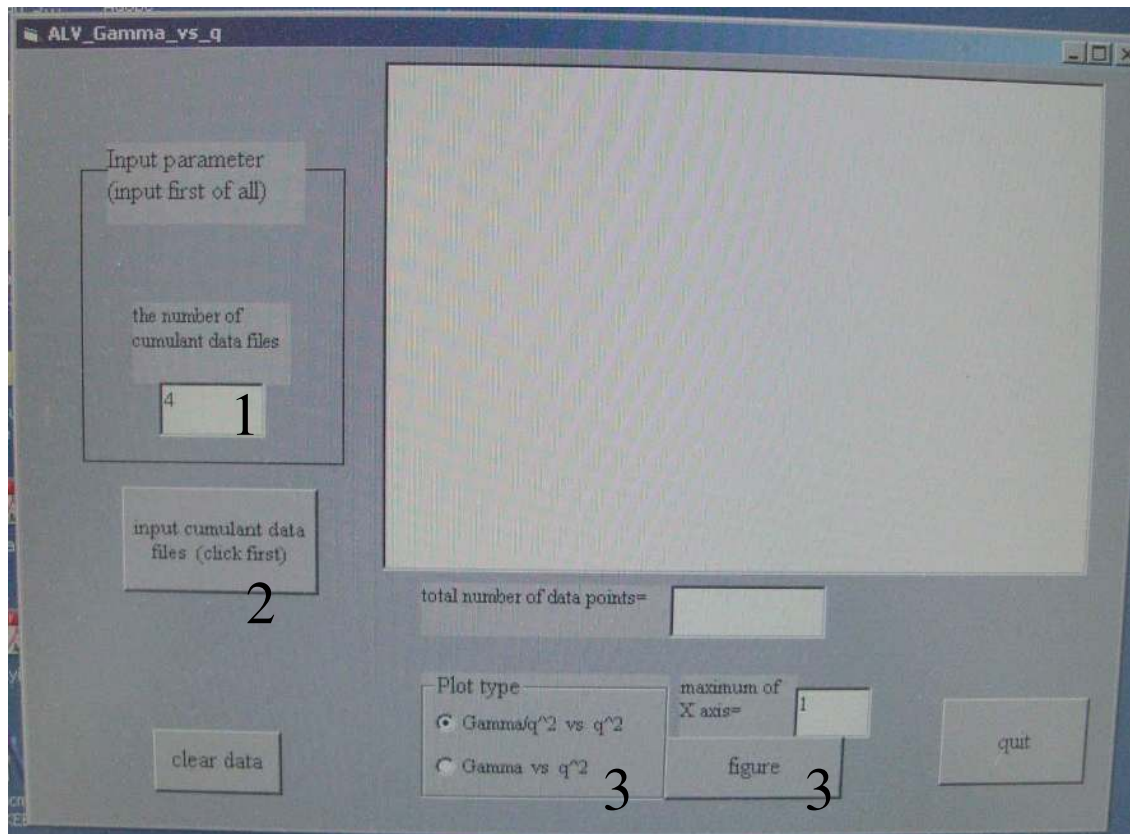 ALV_Gamma_vs_q
Input parameter
(input first of all)
the number of
cumulant data files
4
1
input cumulant data
files (click first)
2
total number of data points=
Plot type
Gamma/q^2 vs q^2
Gamma vs q^2
3
maximum of
X axis=
1
figure
3
clear data
quit